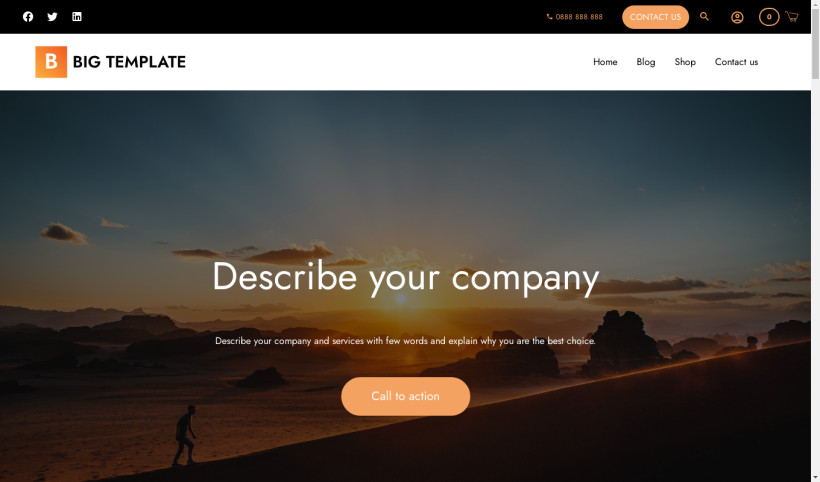 0888 888 888
CONTACT US
0
B BIG TEMPLATE
Home Blog Shop Contact us
Describe your company
Describe your company and services with few words and explain why you are the best choice.
Call to action